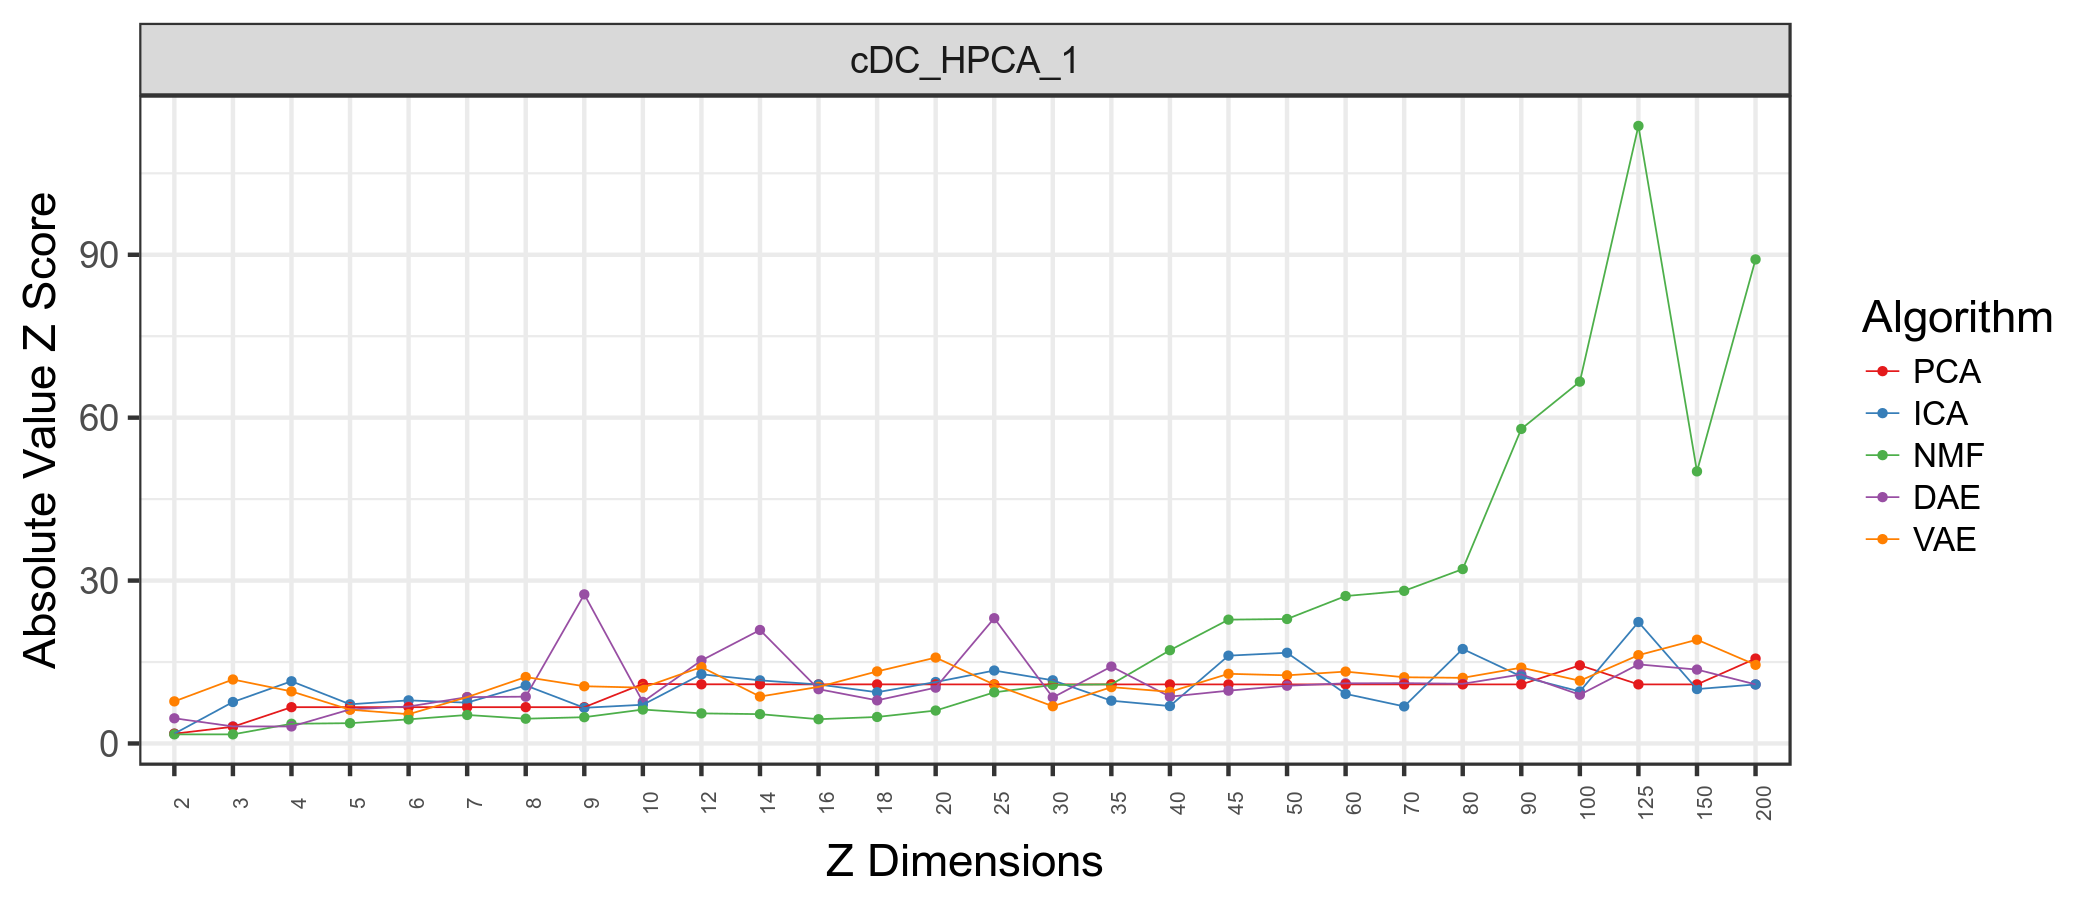 cDC_HPCA_1
Absolute Value Z Score
90
60
30
0
2 3 4 5 6 7 8 9 10 12 14 16 18 20 25 30 35 40 45 50 60 70 80 90 100 125 150 200
Z Dimensions
Algorithm
PCA
ICA
NMF
DAE
VAE